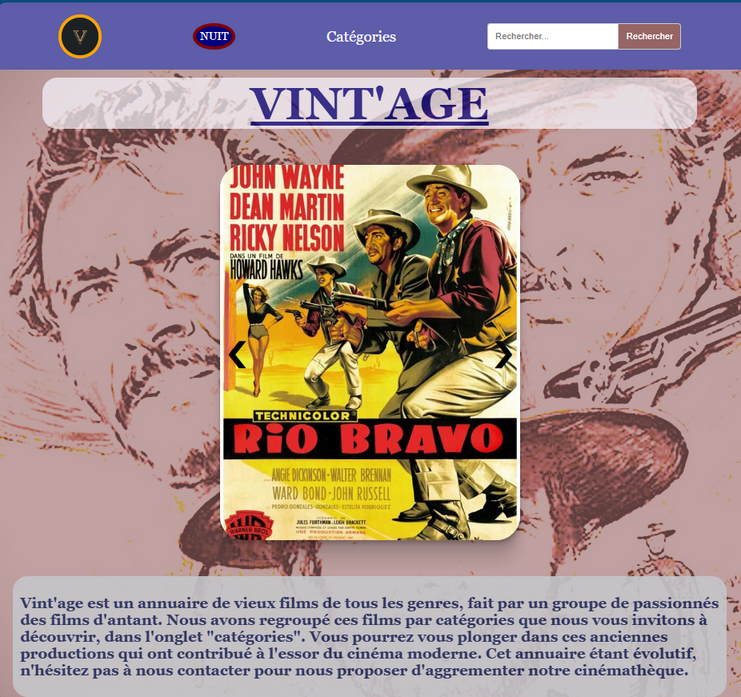 V
NUIT
Catégories
Rechercher...
Rechercher
VINT'AGE
JOHN WAYNE
DEAN MARTIN
RICKY NELSON
DANS UN FILM DE
HOWARD HAWKS
TECHNICOLOR
RIO BRAVO
ANGIE DICKINSON-WALTER BRENNAN
WARD BOND-JOHN RUSSELL
PEDRO GONZALES-GONZALES-ESTELITA RODRIGUEZ
JULES FURTHMAN & LEIGH BRACKETT
UNE PRODUCTION ARMADA
WARNER BROS
Vint'age est un annuaire de vieux films de tous les genres, fait par un groupe de passionnés
des films d'antant. Nous avons regroupé ces films par catégories que nous vous invitons à
découvrir, dans l'onglet "catégories". Vous pourrez vous plonger dans ces anciennes
productions qui ont contribué à l'essor du cinéma moderne. Cet annuaire étant évolutif,
n'hésitez pas à nous contacter pour nous proposer d'aggrementer notre cinémathèque.